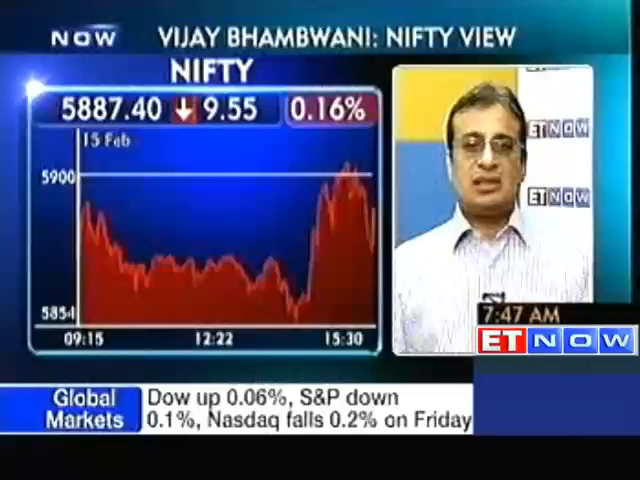 NOW VIJAY BHAMBWANI: NIFTY VIEW
NIFTY
5887.40 9.55 0.16%
15 Feb
5900
5854
09:15 12:22 15:30
ET NOW
ET NOW
7:47 AM
ET NOW
Global Markets
Dow up 0.06%, S&P down
0.1%, Nasdaq falls 0.2% on Friday